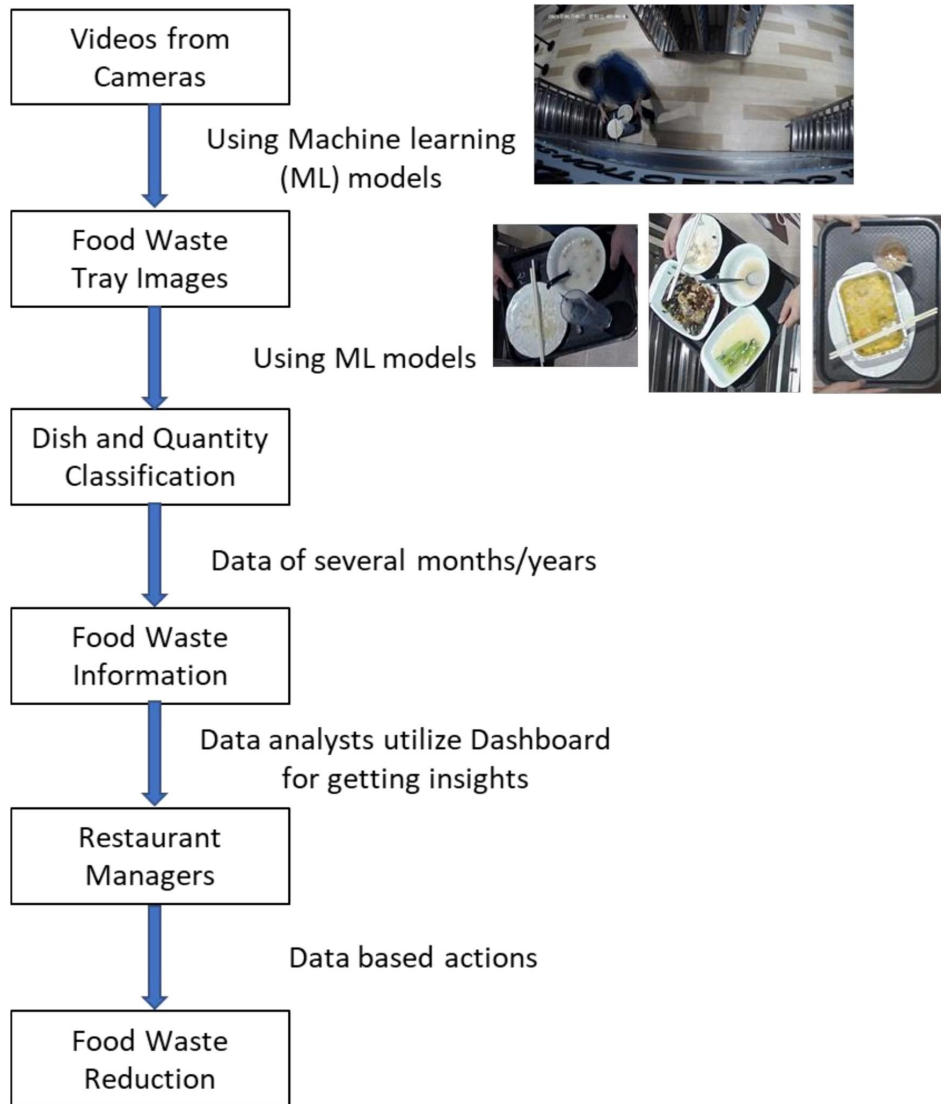 Videos from
Cameras
Using Machine learning
(ML) models
Food Waste
Tray Images
Using ML models
Dish and Quantity
Classification
Data of several months/years
Food Waste
Information
Data analysts utilize Dashboard
for getting insights
Restaurant
Managers
Data based actions
Food Waste
Reduction